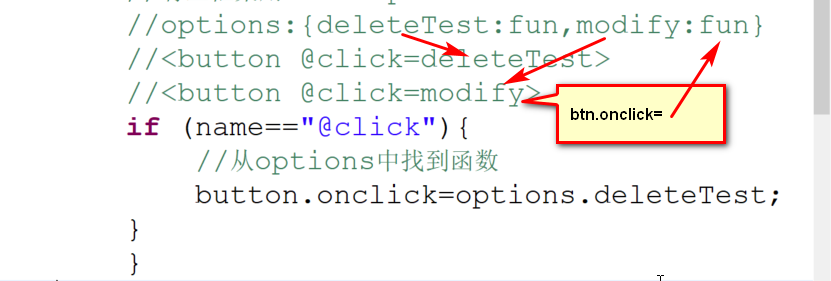 //options:{deleteTest:fun,modify:fun}
//<button @click=deleteTest>
//<button @click=modify>
btn.onclick=
if (name=="@click"){
//从options中找到函数
button.onclick=options.deleteTest;
}
}